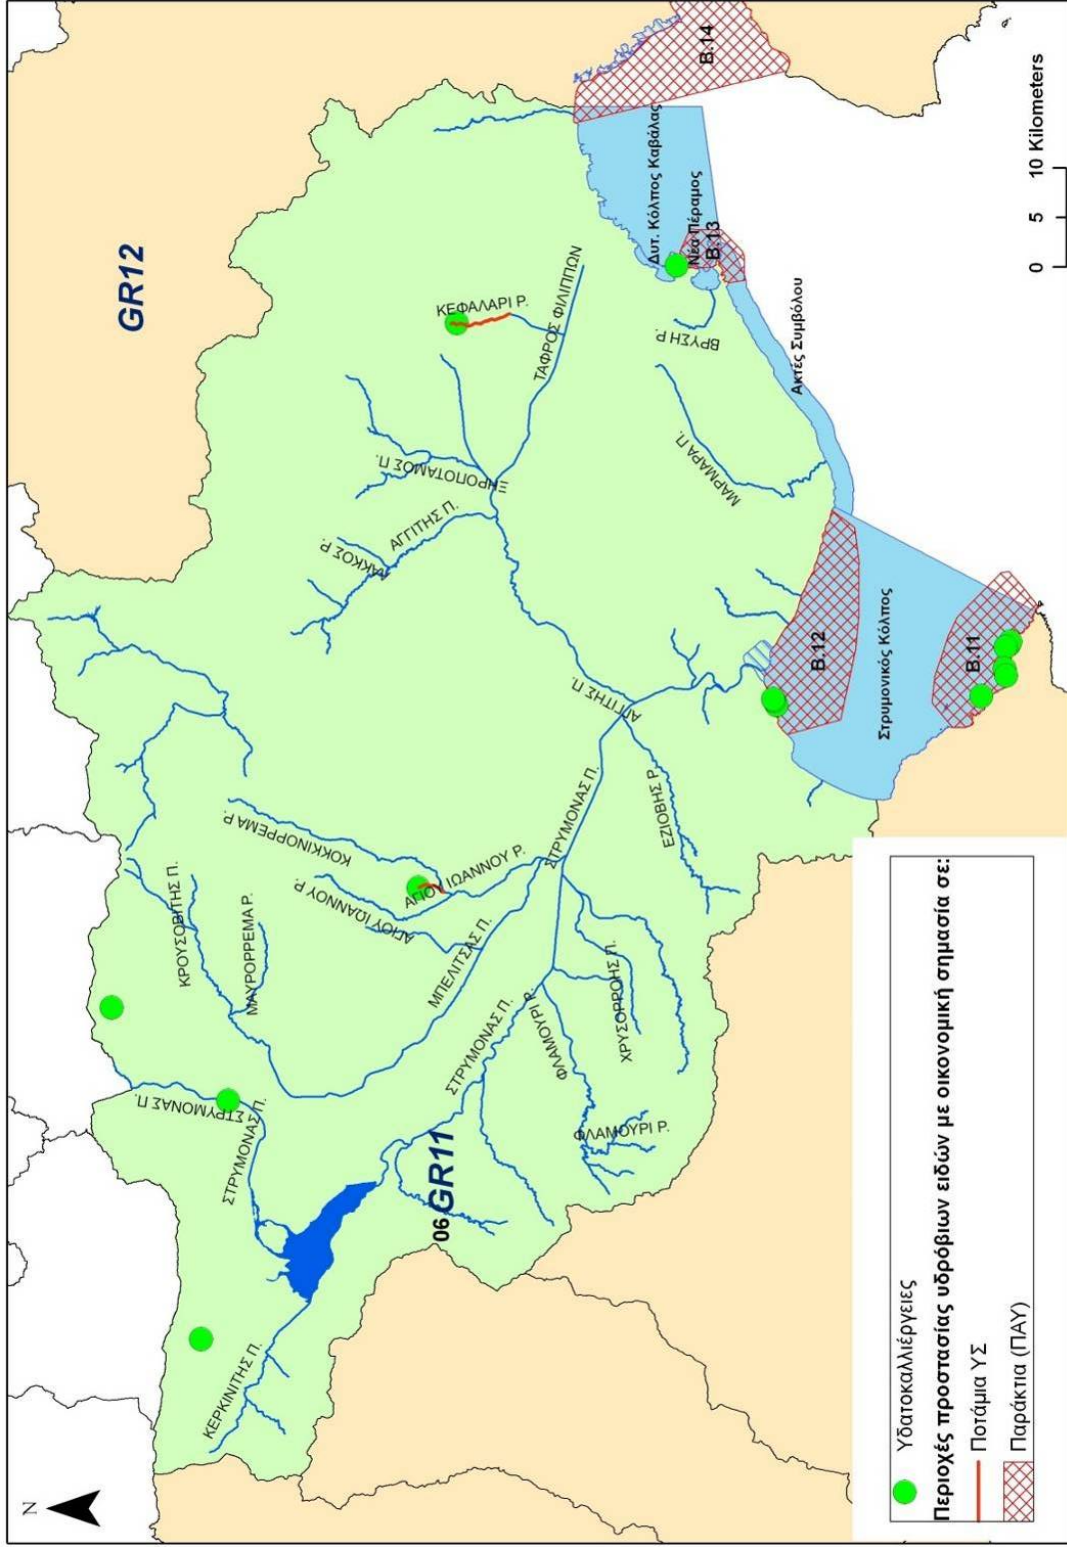 N
GR12
ΚΕΡΚΙΝΙΤΗΣ Π.
ΣΤΡΥΜΟΝΑΣ Π.
ΣΤΡΥΜΟΝΑΣ Π.
ΚΡΟΥΣΟΒΙΤΗΣ Π.
ΜΑΥΡΟΡΡΕΜΑ Ρ.
06 GR11
ΚΟΚΚΙΝΟΡΡΕΜΑ Ρ.
ΑΓΙΟΥ ΙΩΑΝΝΟΥ Ρ.
ΑΓΙΟΥ ΙΩΑΝΝΟΥ Ρ.
ΜΠΕΛΙΤΣΑΣ Π.
ΣΤΡΥΜΟΝΑΣ Π.
ΣΤΡΥΜΟΝΑΣ Π.
ΦΛΑΜΟΥΡΙ Ρ.
ΦΛΑΜΟΥΡΙ Ρ.
ΧΡΥΣΟΡΡΟΗΣ Π.
ΕΖΙΟΒΗΣ Ρ.
ΑΓΓΙΤΗΣ Π.
ΛΑΚΚΟΣ Ρ.
ΑΓΓΙΤΗΣ Π.
ΞΗΡΟΠΟΤΑΜΟΣ Π.
ΚΕΦΑΛΑΡΙ Ρ.
ΤΑΦΡΟΣ ΦΙΛΙΠΠΩΝ
ΜΑΡΜΑΡΑ Π.
ΒΡΥΣΗ Ρ.
Δυτ. Κόλπος Καβάλας
Νέα Πέραμος
B.13
B.14
Ακτές Συμβόλου
B.12
Στρυμονικός Κόλπος
B.11
Υδατοκαλλιέργειες
Περιοχές προστασίας υδρόβιων ειδών με οικονομική σημασία σε:
Ποτάμια ΥΣ
Παράκτια (ΠΑΥ)
0 5 10 Kilometers